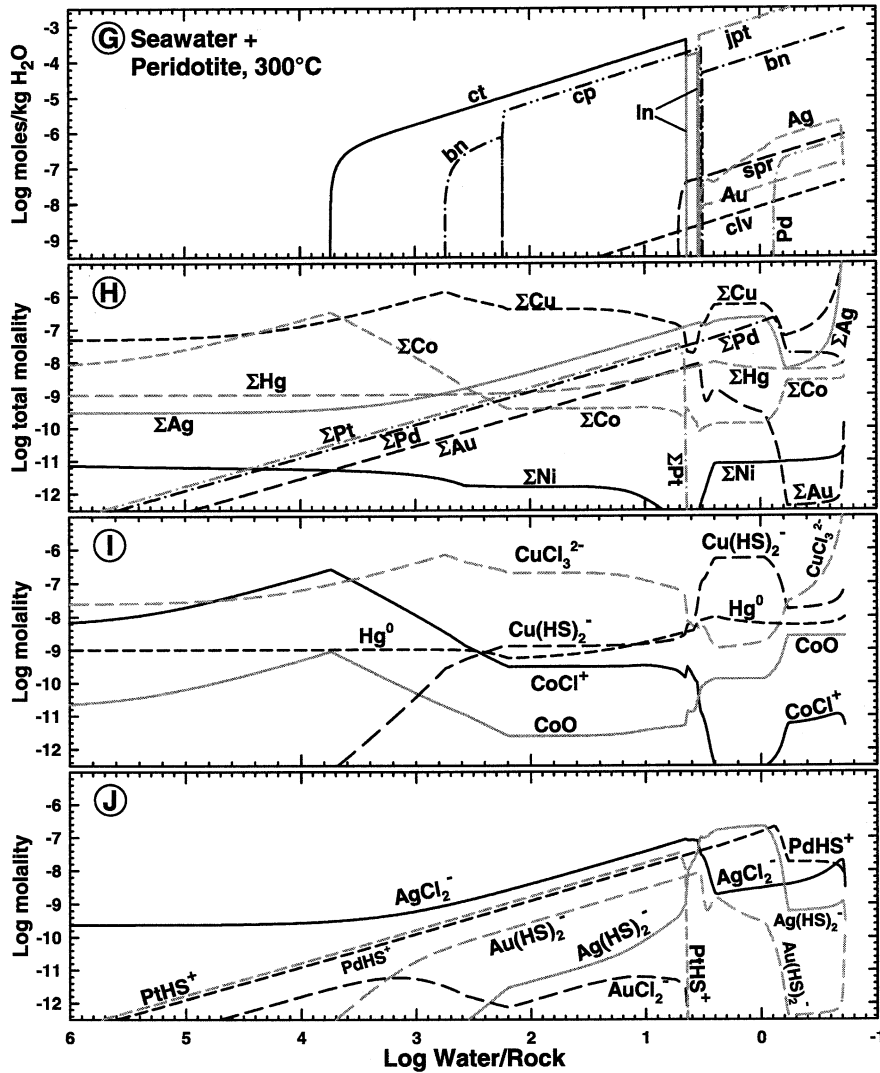 G Seawater +
Peridotite, 300°C
Log moles/kg H2O
-3
-4
-5
-6
-7
-8
-9
ct
bn
cp
ln
jpt
bn
Ag
spr
Au
clv
Pd
H
Log total molality
-6
-7
-8
-9
-10
-11
-12
ΣCu
ΣCu
ΣCo
ΣPd
ΣAg
ΣHg
ΣHg
ΣCo
ΣAg
ΣPt
ΣPd
ΣAu
ΣCo
ΣNi
ΣPt
ΣNi
ΣAu
I
Log molality
-6
-7
-8
-9
-10
-11
-12
CuCl3 2-
Cu(HS)2-
CuCl3 2-
Hg0
Hg0
Cu(HS)2-
CoCl+
CoO
CoO
CoCl+
J
Log molality
-6
-7
-8
-9
-10
-11
-12
AgCl2-
PdHS+
AgCl2-
PtHS+
PdHS+
Au(HS)2-
Ag(HS)2-
Ag(HS)2-
AuCl2-
PtHS+
Au(HS)2-
6 5 4 3 2 1 0 -1
Log Water/Rock